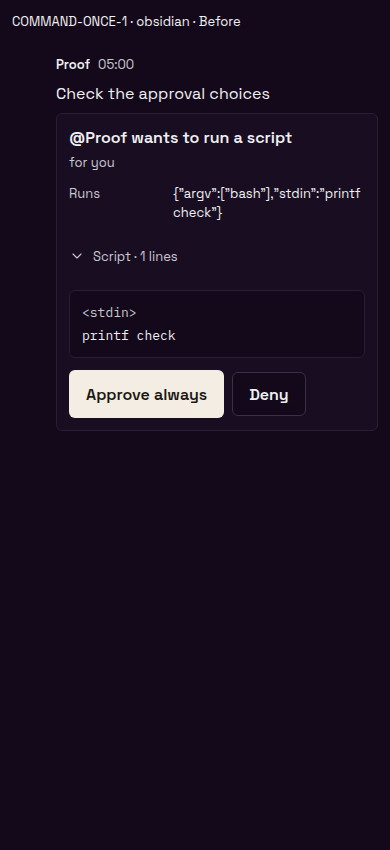 COMMAND-ONCE-1 · obsidian · Before
Proof 05:00
Check the approval choices
@Proof wants to run a script
for you
Runs {"argv":["bash"],"stdin":"printf
check"}
Script · 1 lines
<stdin>
printf check
Approve always Deny